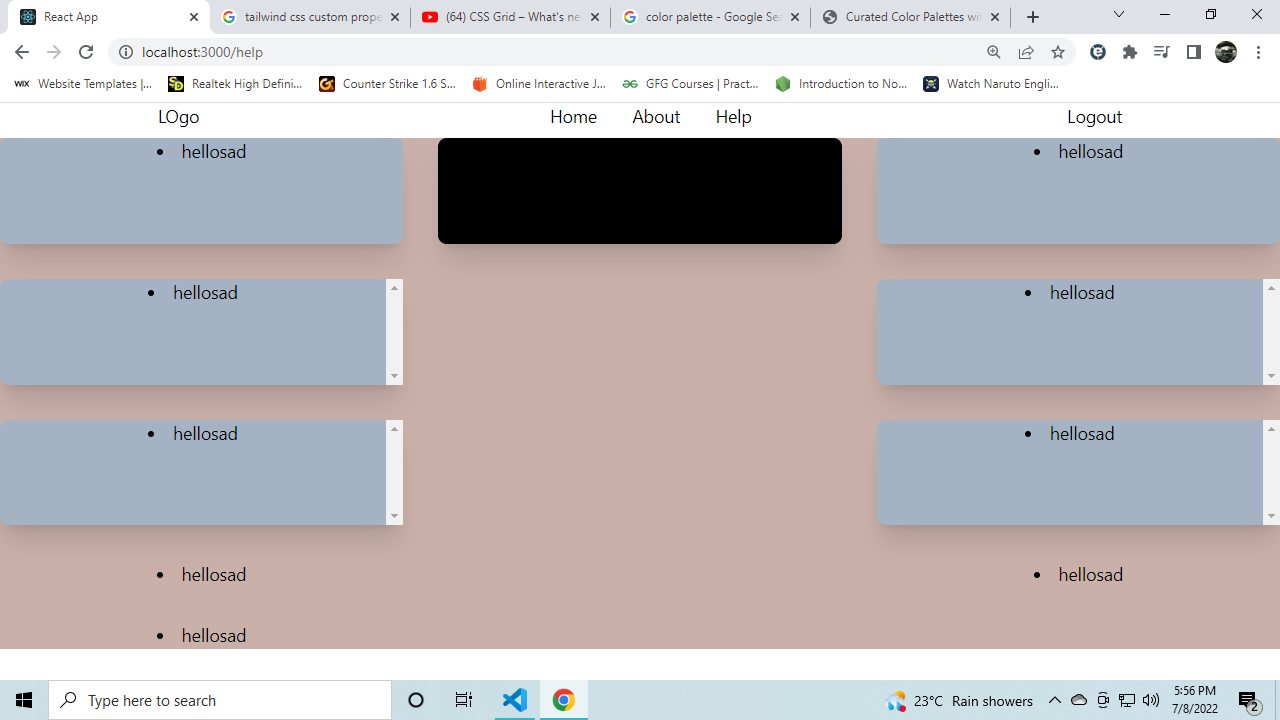 React App
tailwind css custom prope
(64) CSS Grid – What's ne
color palette - Google Se
Curated Color Palettes wit
localhost:3000/help
WIX Website Templates |...
Realtek High Defini...
Counter Strike 1.6 S...
Online Interactive J...
GFG Courses | Pract...
Introduction to No...
Watch Naruto Engli...
LOgo
Home About Help
Logout
hellosad
hellosad
hellosad
hellosad
hellosad
hellosad
hellosad
hellosad
hellosad
Type here to search
23°C Rain showers
5:56 PM
7/8/2022
2